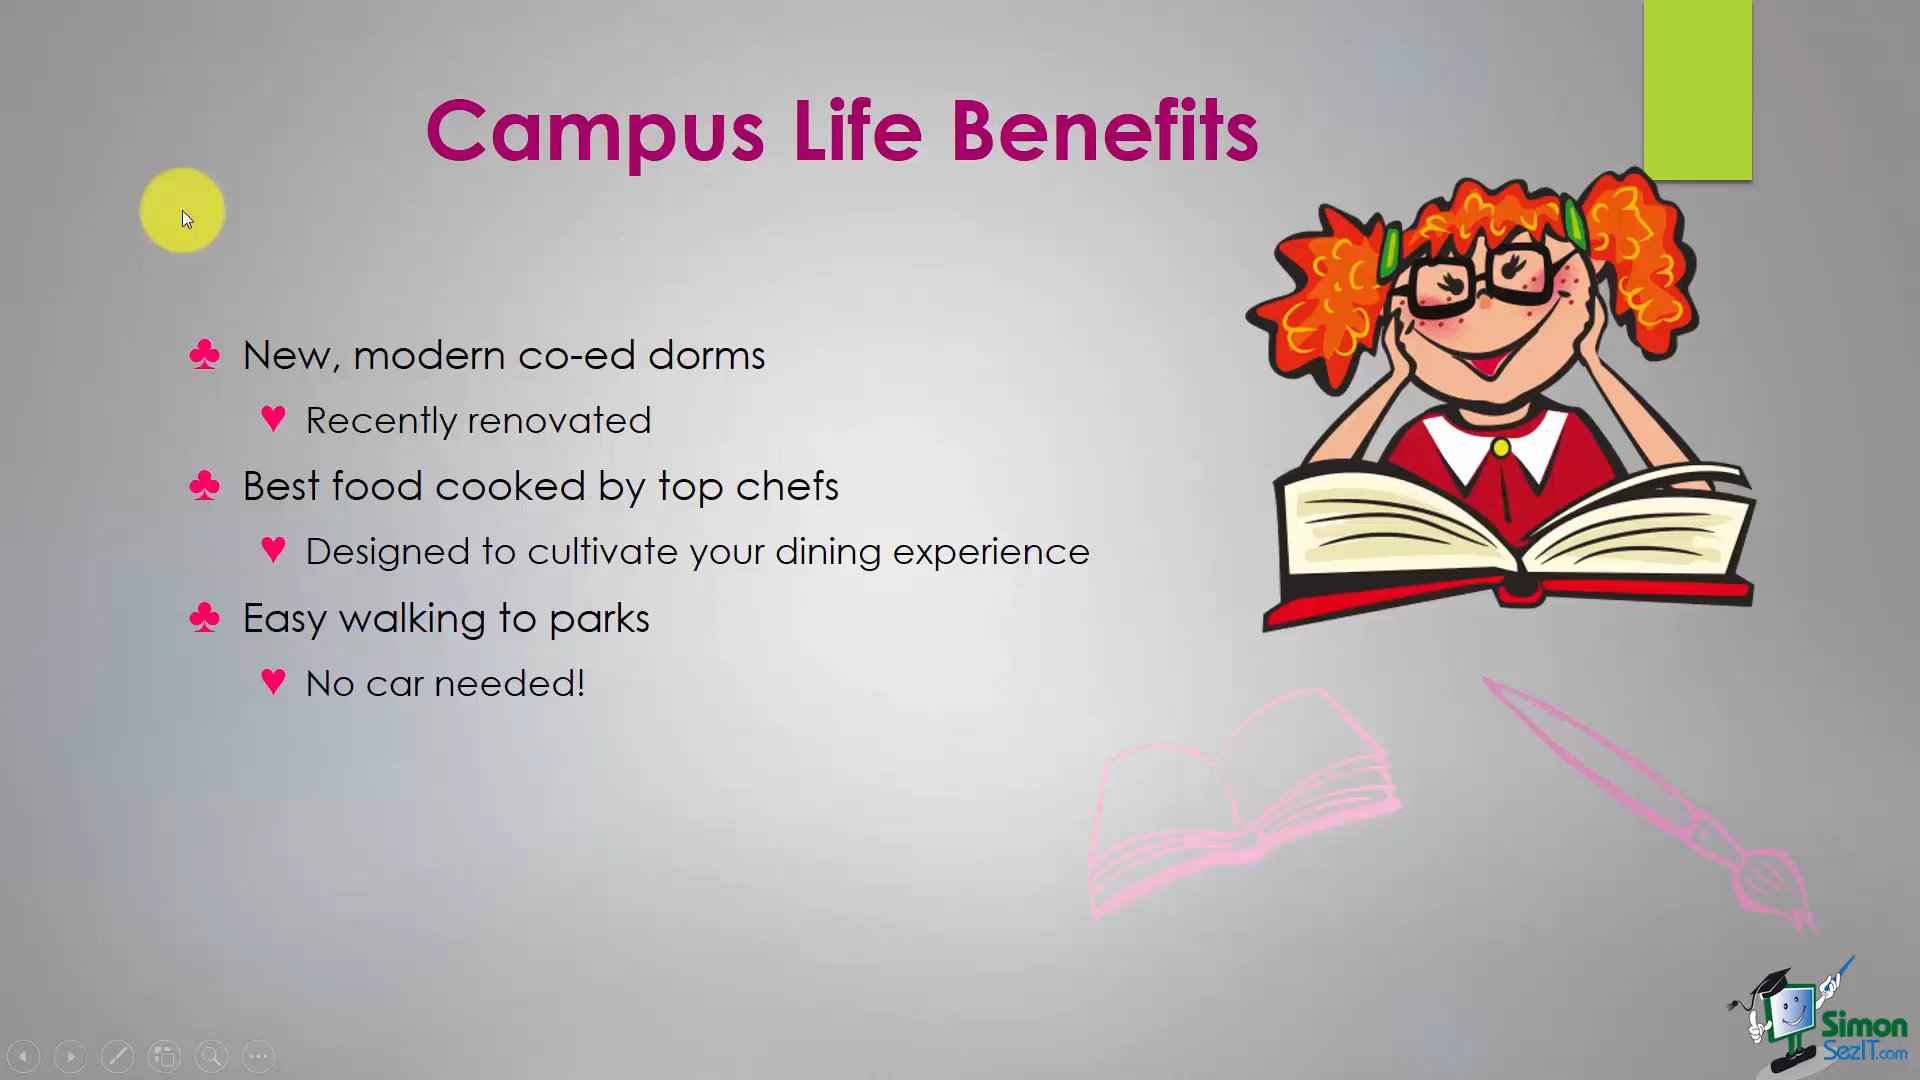 Campus Life Benefits
♣ New, modern co-ed dorms
♥ Recently renovated
♣ Best food cooked by top chefs
♥ Designed to cultivate your dining experience
♣ Easy walking to parks
♥ No car needed!
Simon
SezIT.com